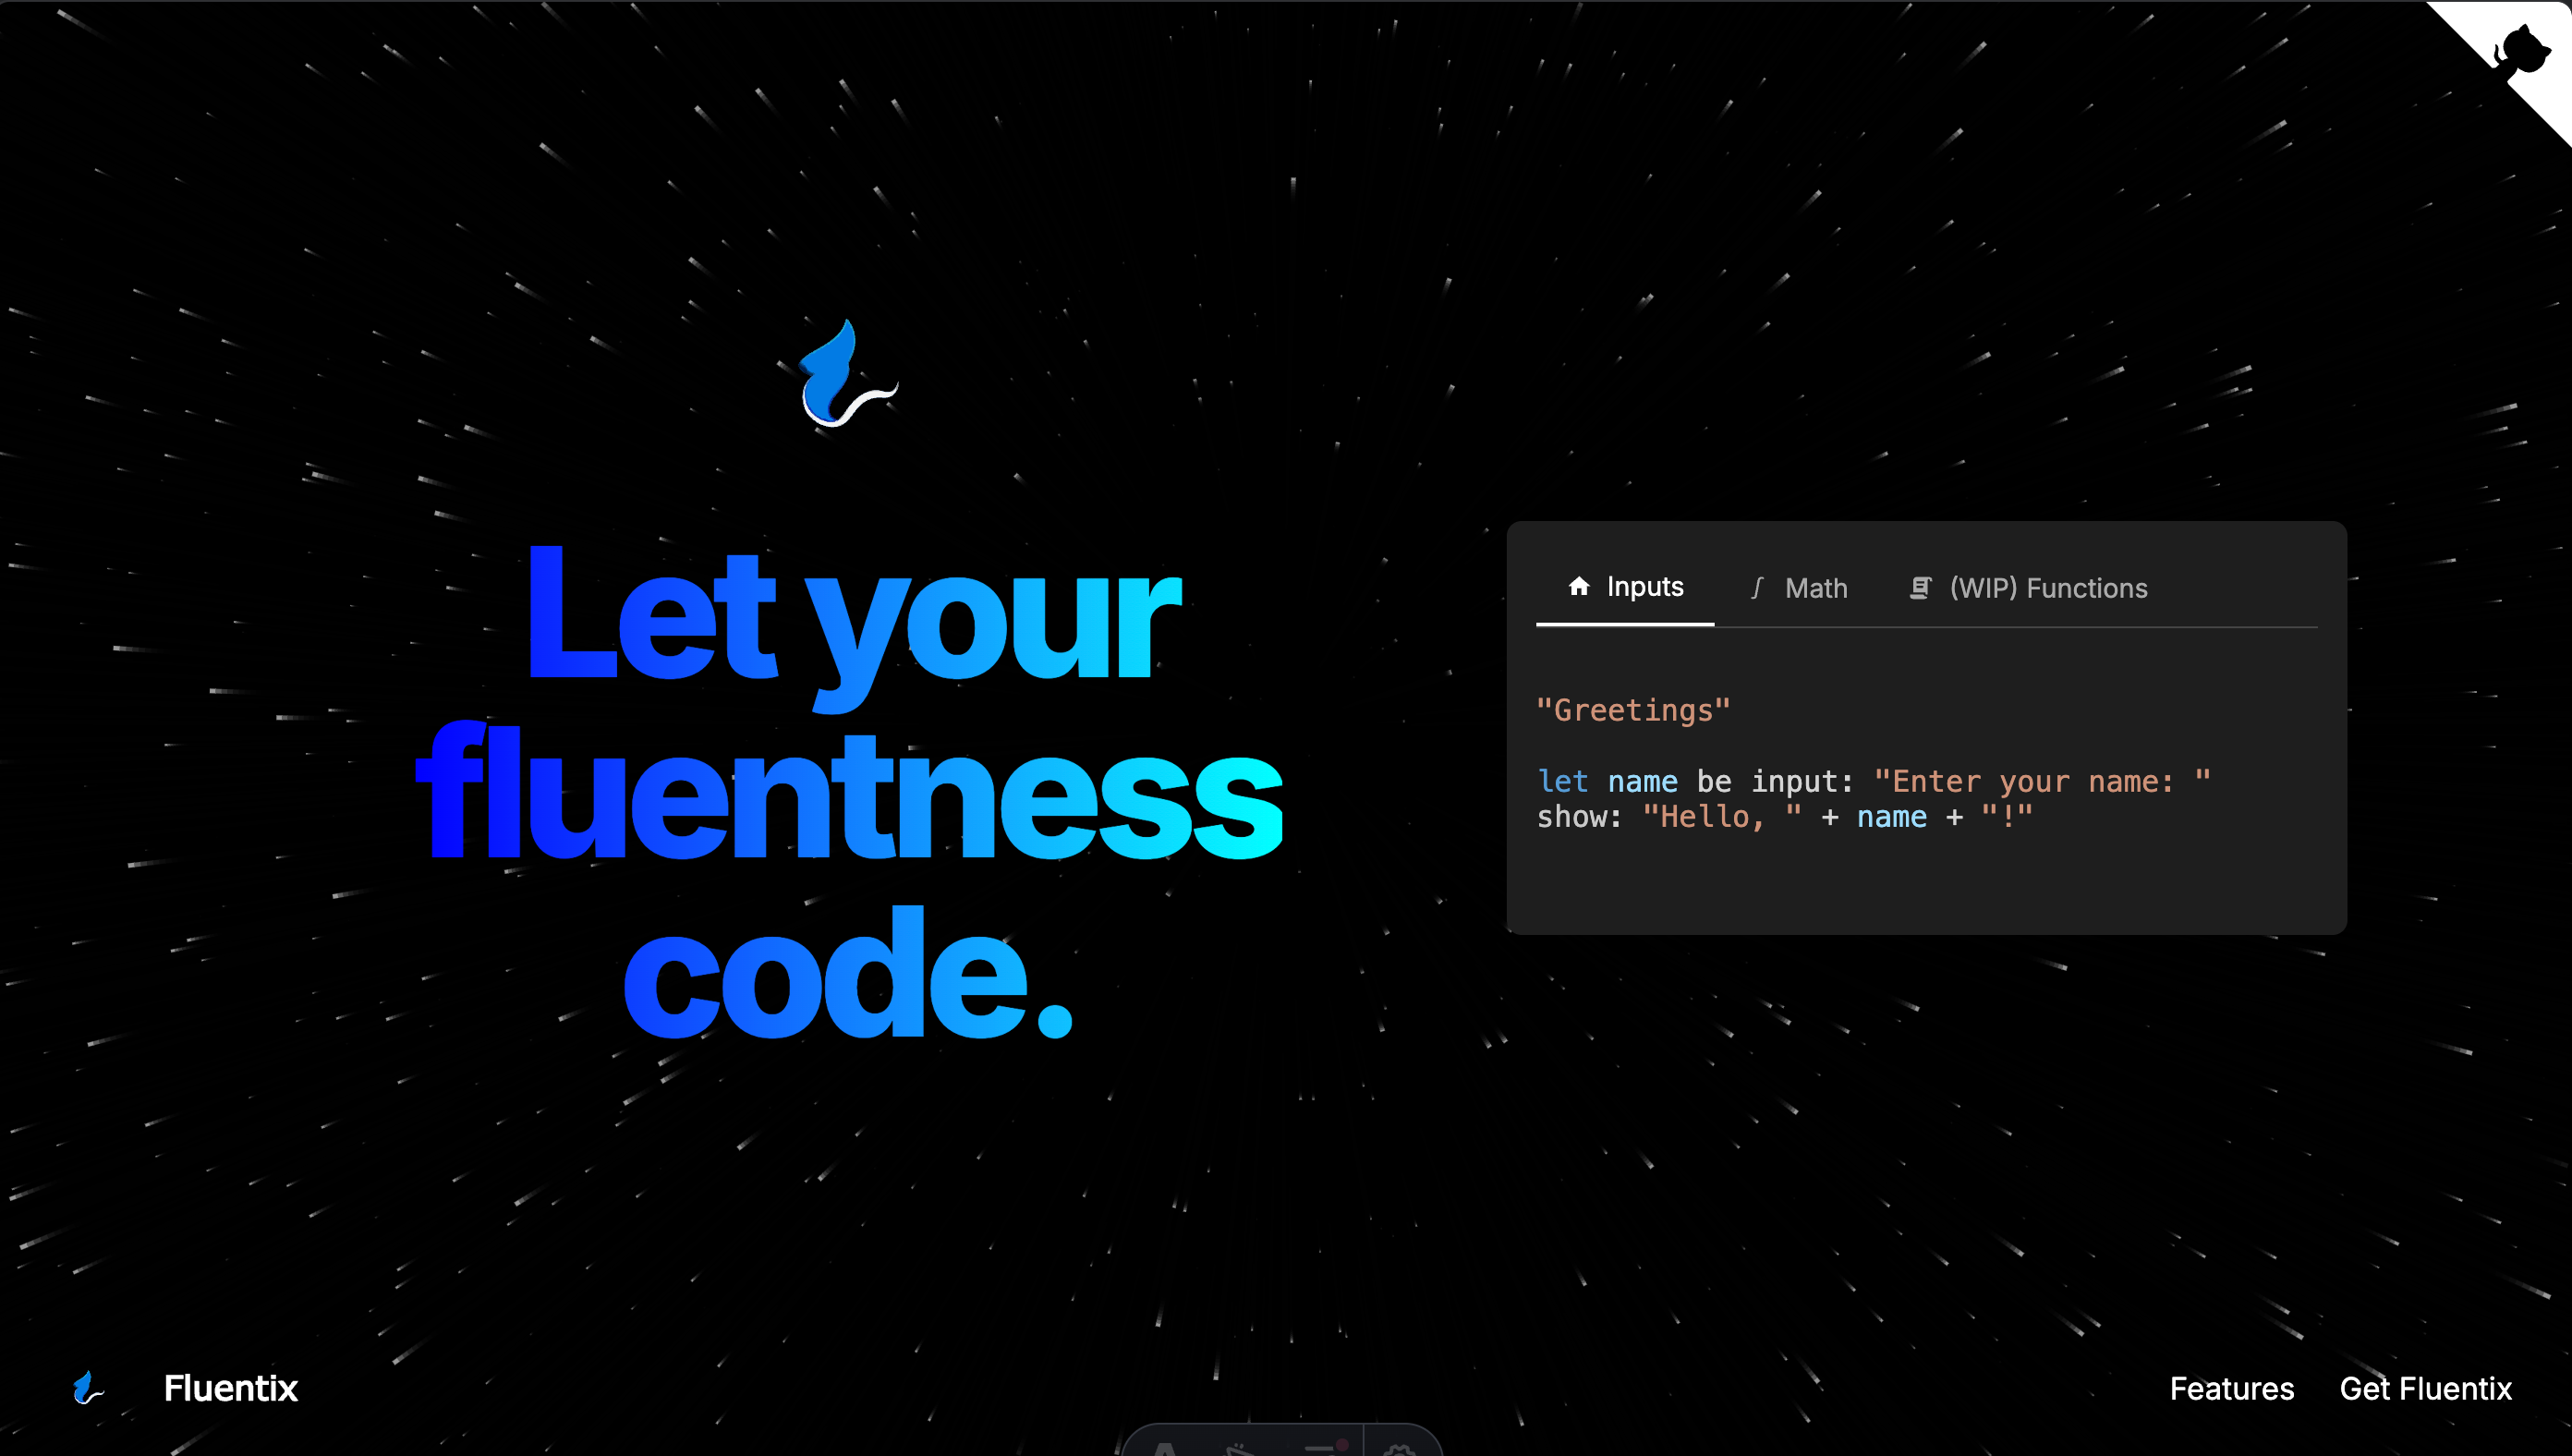 Let your
fluentness
code.
Inputs
Math
(WIP) Functions
"Greetings"
let name be input: "Enter your name: "
show: "Hello, " + name + "!"
Fluentix
Features
Get Fluentix